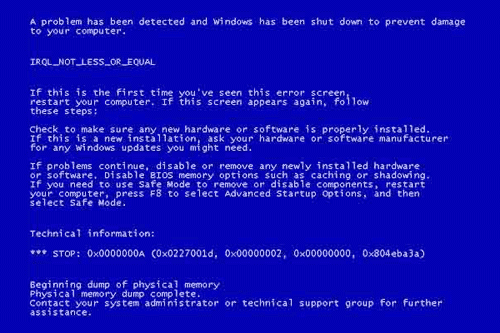 A problem has been detected and Windows has been shut down to prevent damage
to your computer.
IRQL_NOT_LESS_OR_EQUAL
If this is the first time you've seen this error screen,
restart your computer. If this screen appears again, follow
these steps:
Check to make sure any new hardware or software is properly installed.
If this is a new installation, ask your hardware or software manufacturer
for any Windows updates you might need.
If problems continue, disable or remove any newly installed hardware
or software. Disable BIOS memory options such as caching or shadowing.
If you need to use Safe Mode to remove or disable components, restart
your computer, press F8 to select Advanced Startup Options, and then
select Safe Mode.
Technical information:
*** STOP: 0x0000000A (0x0227001d, 0x00000002, 0x00000000, 0x804eba3a)
Beginning dump of physical memory
Physical memory dump complete.
Contact your system administrator or technical support group for further
assistance.